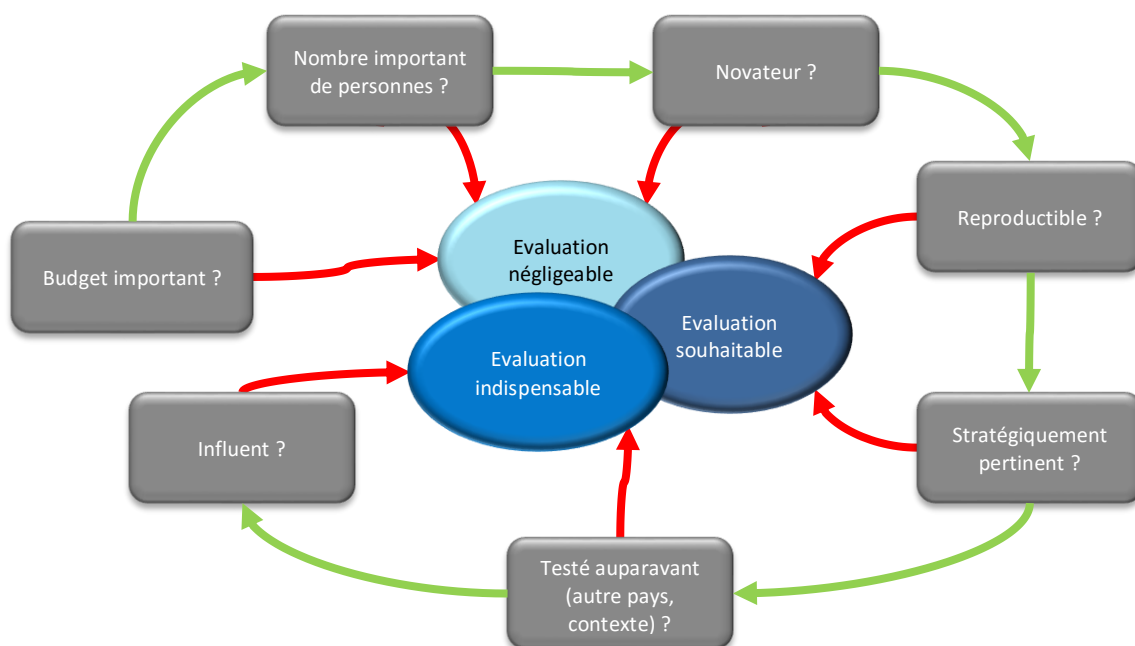 Nombre important
de personnes ?
Novateur ?
Reproductible ?
Budget important ?
Evaluation
négligeable
Evaluation
souhaitable
Evaluation
indispensable
Influent ?
Stratégiquement
pertinent ?
Testé auparavant
(autre pays,
contexte) ?